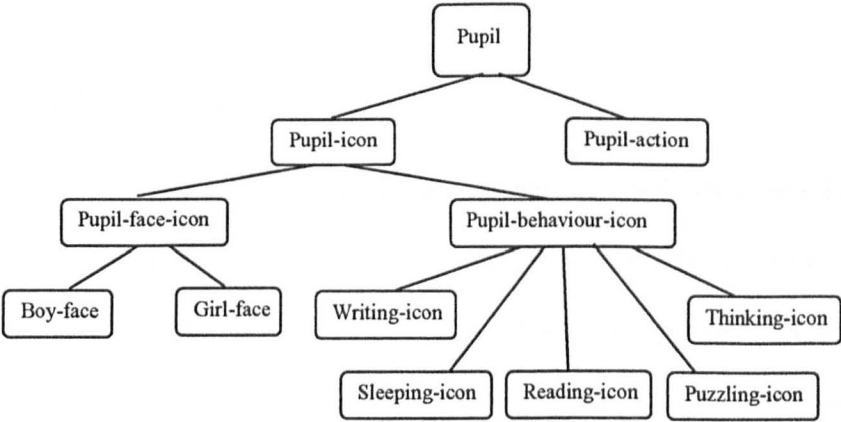 Pupil
Pupil-icon
Pupil-action
Pupil-face-icon
Pupil-behaviour-icon
Boy-face
Girl-face
Writing-icon
Thinking-icon
Sleeping-icon
Reading-icon
Puzzling-icon